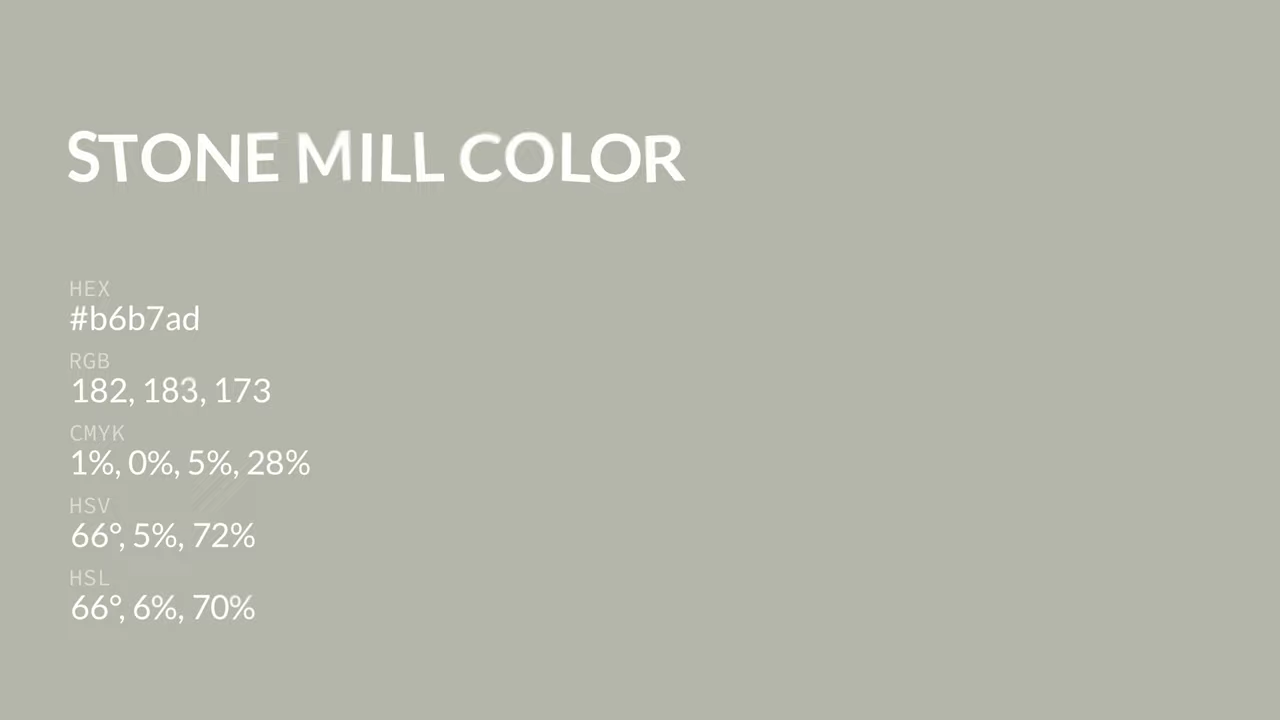 STONE MILL COLOR
HEX
#b6b7ad
RGB
182, 183, 173
CMYK
1%, 0%, 5%, 28%
HSV
66°, 5%, 72%
HSL
66°, 6%, 70%